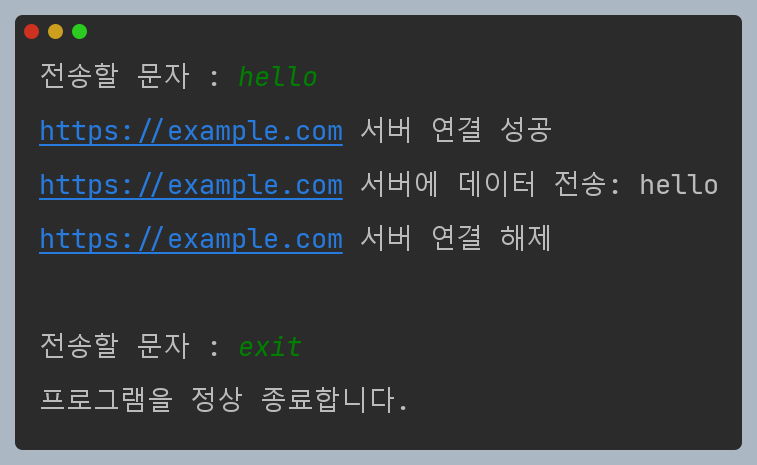 전송할 문자 : hello
https://example.com 서버 연결 성공
https://example.com 서버에 데이터 전송: hello
https://example.com 서버 연결 해제
전송할 문자 : exit
프로그램을 정상 종료합니다.